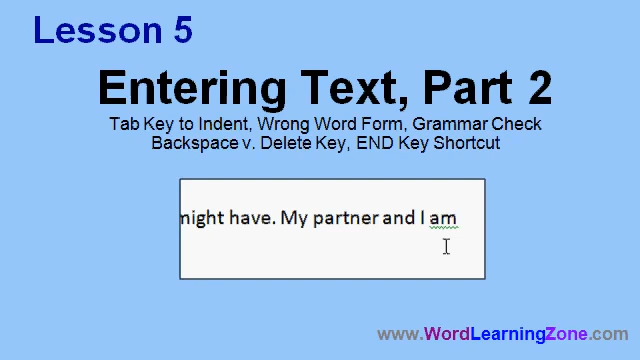 Lesson 5
Entering Text, Part 2
Tab Key to Indent, Wrong Word Form, Grammar Check
Backspace v. Delete Key, END Key Shortcut
might have. My partner and I am
www.WordLearningZone.com